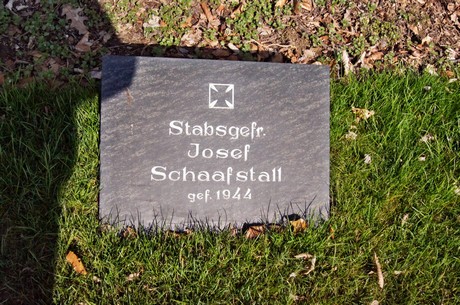 Stabsgefr.
Josef
Schaafstall
gef. 1944